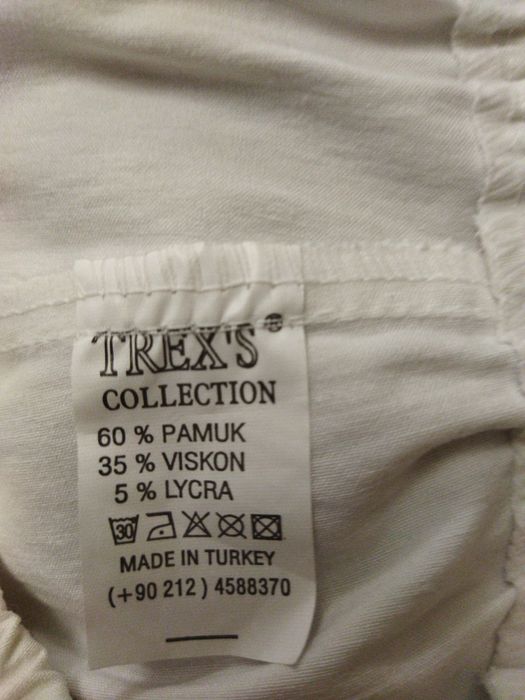 TREX'S®
COLLECTION
60 % PAMUK
35 % VISKON
5 % LYCRA
30
MADE IN TURKEY
(+90 212) 4588370